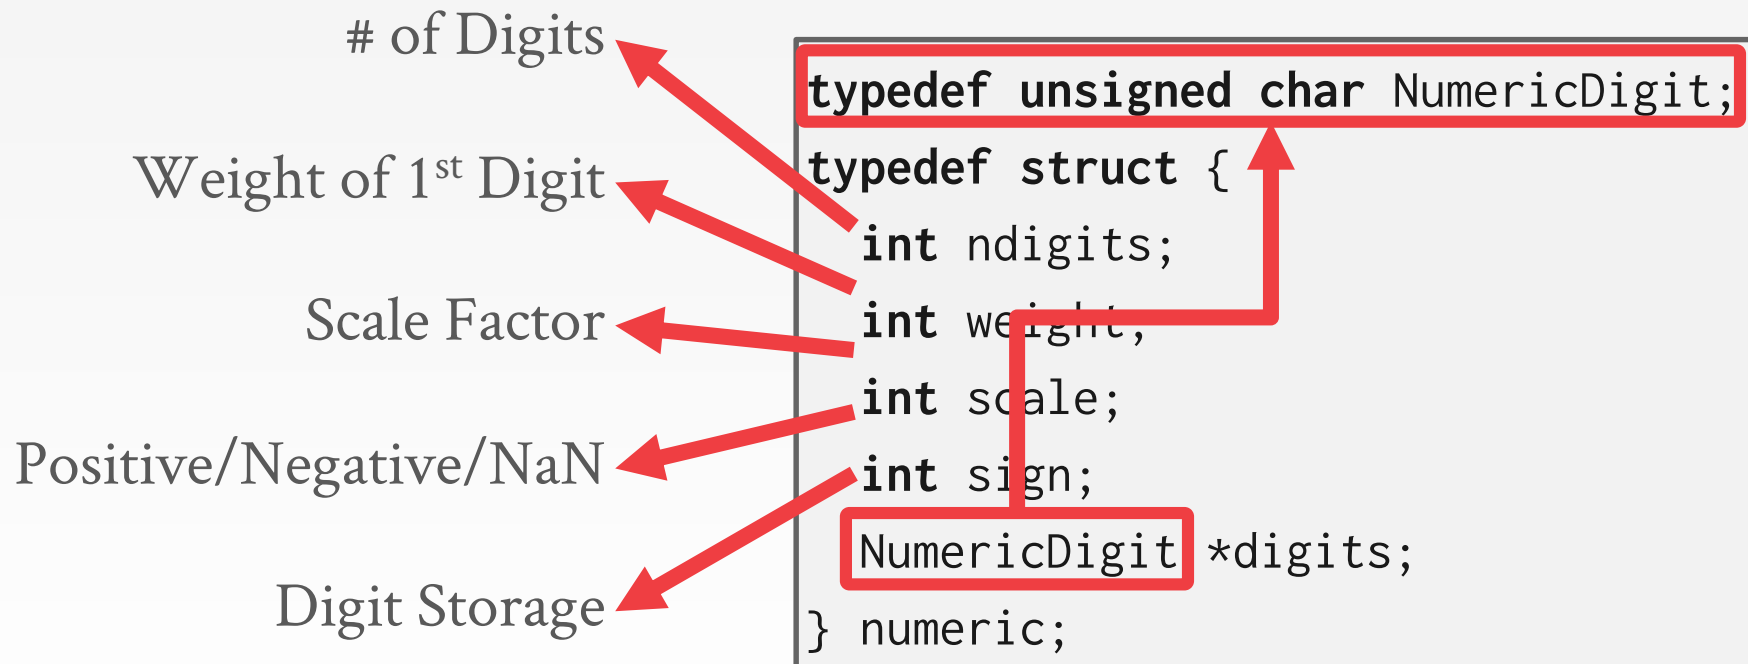 # of Digits
Weight of 1st Digit
Scale Factor
Positive/Negative/NaN
Digit Storage
typedef unsigned char NumericDigit;
typedef struct {
int ndigits;
int weight;
int scale;
int sign;
NumericDigit *digits;
} numeric;